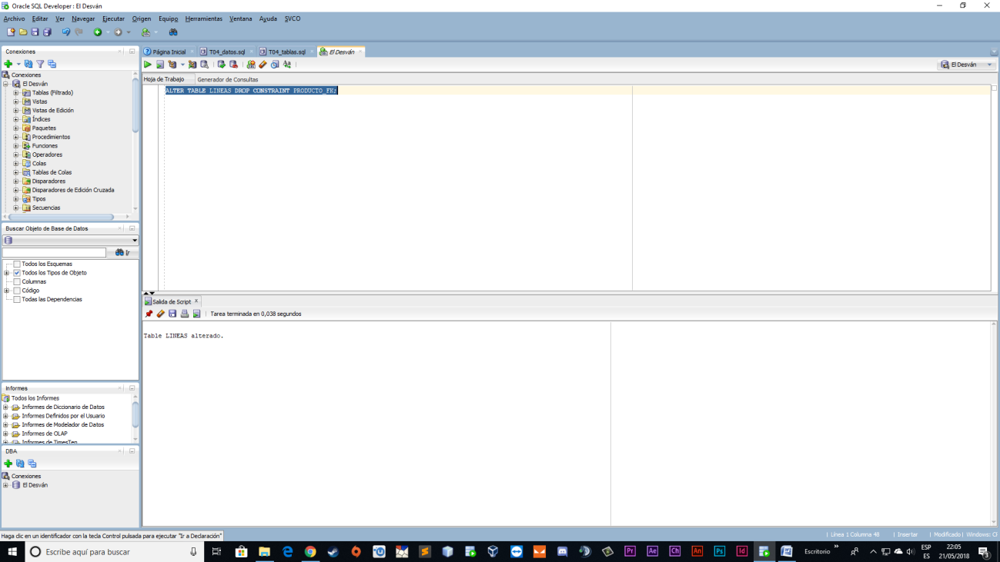 Oracle SQL Developer : El Desván
Archivo Editar Ver Navegar Ejecutar Origen Equipo Herramientas Ventana Ayuda SVCO
Conexiones
Página Inicial T04_datos.sql T04_tablas.sql El Desván
El Desván
Hoja de Trabajo Generador de Consultas
ALTER TABLE LINEAS DROP CONSTRAINT PRODUCTO_FK;
Conexiones
El Desván
Tablas (Filtrado)
Vistas
Vistas de Edición
Índices
Paquetes
Procedimientos
Funciones
Operadores
Colas
Tablas de Colas
Disparadores
Disparadores de Edición Cruzada
Tipos
Secuencias
Buscar Objeto de Base de Datos
Ir
Todos los Esquemas
Todos los Tipos de Objeto
Columnas
Código
Todas las Dependencias
Salida de Script
Tarea terminada en 0,038 segundos
Table LINEAS alterado.
Informes
Todos los Informes
Informes de Diccionario de Datos
Informes Definidos por el Usuario
Informes de Modelador de Datos
Informes de OLAP
Informes de TimesTen
DBA
Conexiones
El Desván
Haga clic en un identificador con la tecla Control pulsada para ejecutar "Ir a Declaración"
Línea 1 Columna 48 | Insertar | Modificado | Windows: CF
Escribe aquí para buscar
Pr Ae Ch An Ps Id
Escritorio
ESP
ES
22:05
21/05/2018
3